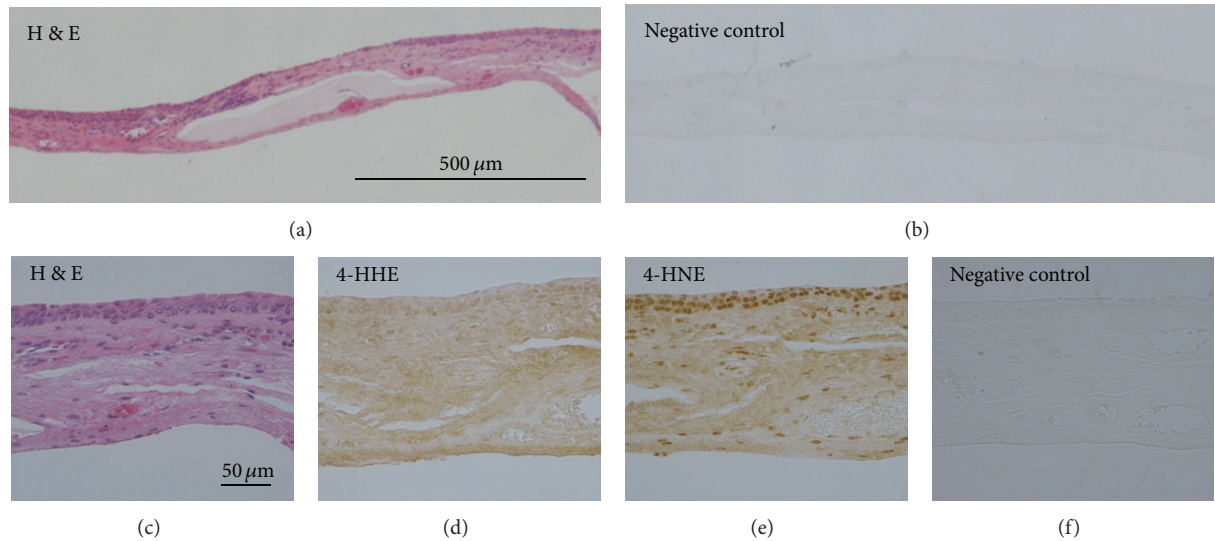 H & E
500 μm
(a)
Negative control
(b)
H & E
50 μm
(c)
4-HHE
(d)
4-HNE
(e)
Negative control
(f)